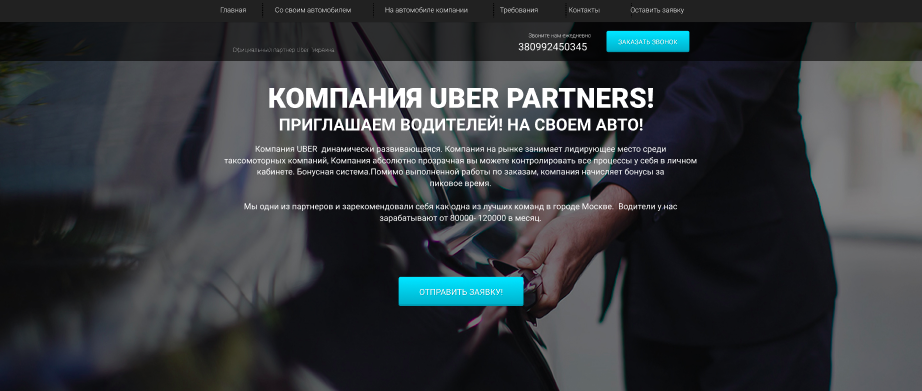 Главная Со своим автомобилем На автомобиле компании Требования Контакты Оставить заявку
Звоните нам ежедневно
380992450345
ЗАКАЗАТЬ ЗВОНОК
Официальный партнер Uber
КОМПАНИЯ UBER PARTNERS!
ПРИГЛАШАЕМ ВОДИТЕЛЕЙ! НА СВОЕМ АВТО!
Компания UBER динамически развивающаяся. Компания на рынке занимает лидирующее место среди
таксомоторных компаний, Компания абсолютно прозрачная вы можете контролировать все процессы у себя в личном
кабинете. Бонусная система.Помимо выполненной работы по заказам, компания начисляет бонусы за
пиковое время.
Мы одни из партнеров и зарекомендовали себя как одна из лучших команд в городе Москве. Водители у нас
зарабатывают от 80000- 120000 в месяц.
ОТПРАВИТЬ ЗАЯВКУ!